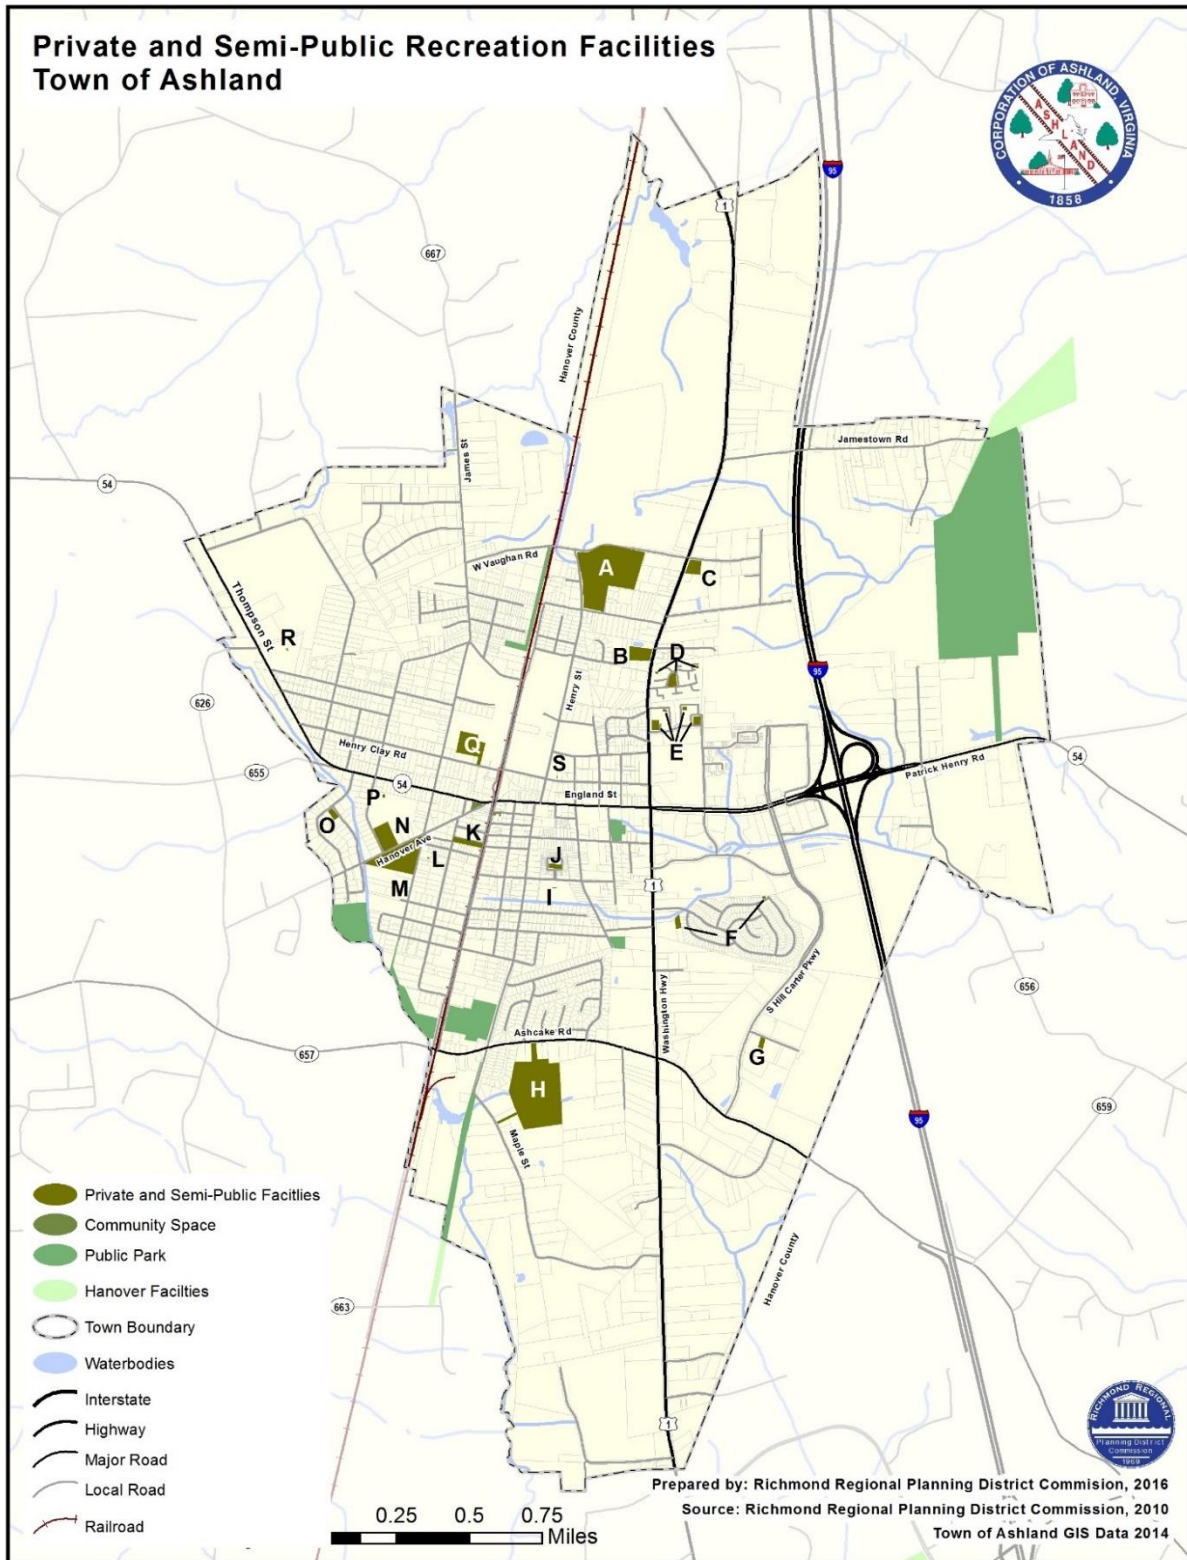 Private and Semi-Public Recreation Facilities
Town of Ashland
CORPORATION OF ASHLAND, VIRGINIA
ASHLAND
1858
95
1
667
Hanover County
Jamestown Rd
James St
54
W Vaughan Rd
A
C
Thompson St
R
B
D
Henry St
95
626
E
Q
S
Henry Clay Rd
655
54
England St
Patrick Henry Rd
54
P
O
N
K
Hanover Ave
L
J
M
I
1
F
S Hill Carter Pkwy
Washington Hwy
656
Ashcake Rd
657
G
H
659
95
Maple St
Hanover County
663
1
Private and Semi-Public Facitlies
Community Space
Public Park
Hanover Facilties
Town Boundary
Waterbodies
Interstate
Highway
Major Road
Local Road
Railroad
0.25 0.5 0.75
Miles
RICHMOND REGIONAL
Planning District
Commission
1969
Prepared by: Richmond Regional Planning District Commision, 2016
Source: Richmond Regional Planning District Commission, 2010
Town of Ashland GIS Data 2014